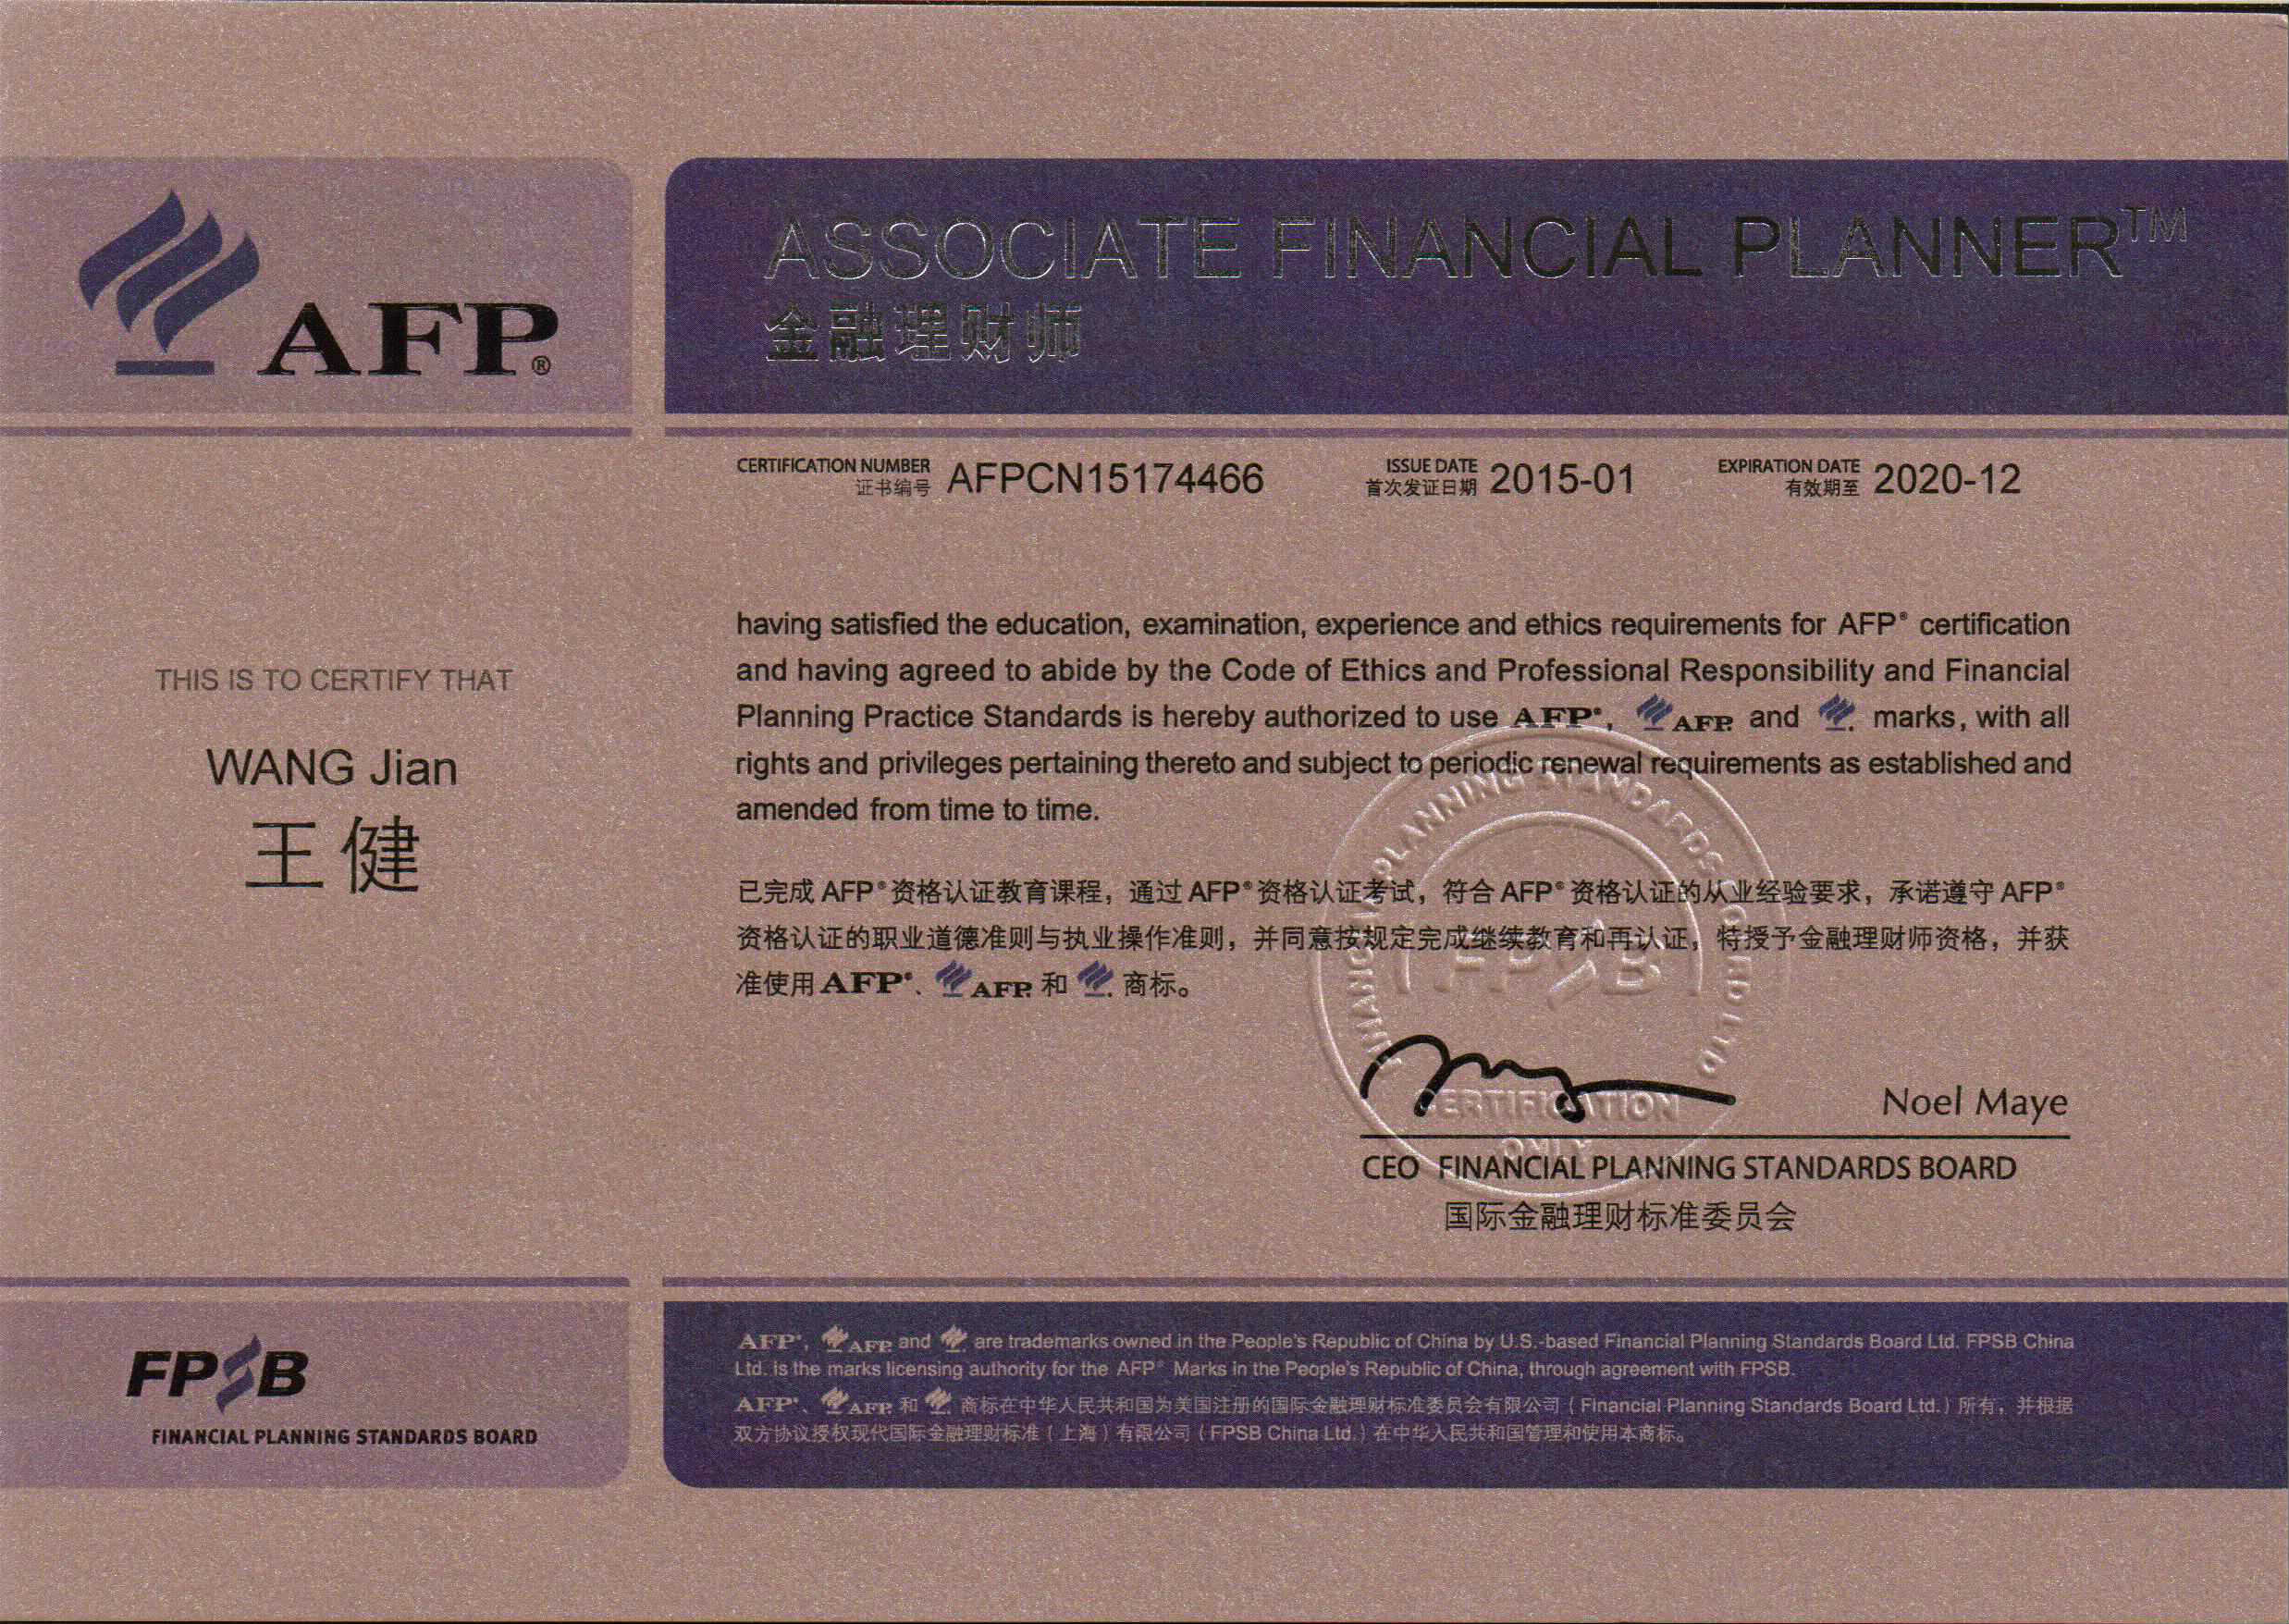 AFP®
ASSOCIATE FINANCIAL PLANNER™
金融理财师
CERTIFICATION NUMBER
证书编号
AFPCN15174466
ISSUE DATE
首次发证日期
2015-01
EXPIRATION DATE
有效期至
2020-12
THIS IS TO CERTIFY THAT
WANG Jian
王健
having satisfied the education, examination, experience and ethics requirements for AFP® certification
and having agreed to abide by the Code of Ethics and Professional Responsibility and Financial
Planning Practice Standards is hereby authorized to use AFP®, AFP® and marks, with all
rights and privileges pertaining thereto and subject to periodic renewal requirements as established and
amended from time to time.
已完成 AFP®资格认证教育课程，通过 AFP®资格认证考试，符合 AFP®资格认证的从业经验要求，承诺遵守 AFP®
资格认证的职业道德准则与执业操作准则，并同意按规定完成继续教育和再认证，特授予金融理财师资格，并获
准使用 AFP®、AFP® 和 商标。
FINANCIAL PLANNING STANDARDS BOARD LTD
FPSB
CERTIFICATION
ONLY
Noel Maye
CEO FINANCIAL PLANNING STANDARDS BOARD
国际金融理财标准委员会
FPSB
FINANCIAL PLANNING STANDARDS BOARD
AFP®, AFP® and are trademarks owned in the People's Republic of China by U.S.-based Financial Planning Standards Board Ltd. FPSB China
Ltd. is the marks licensing authority for the AFP® Marks in the People's Republic of China, through agreement with FPSB.
AFP®、AFP® 和 商标在中华人民共和国为美国注册的国际金融理财标准委员会有限公司（Financial Planning Standards Board Ltd.）所有，并根据
双方协议授权现代国际金融理财标准（上海）有限公司（FPSB China Ltd.）在中华人民共和国管理和使用本商标。